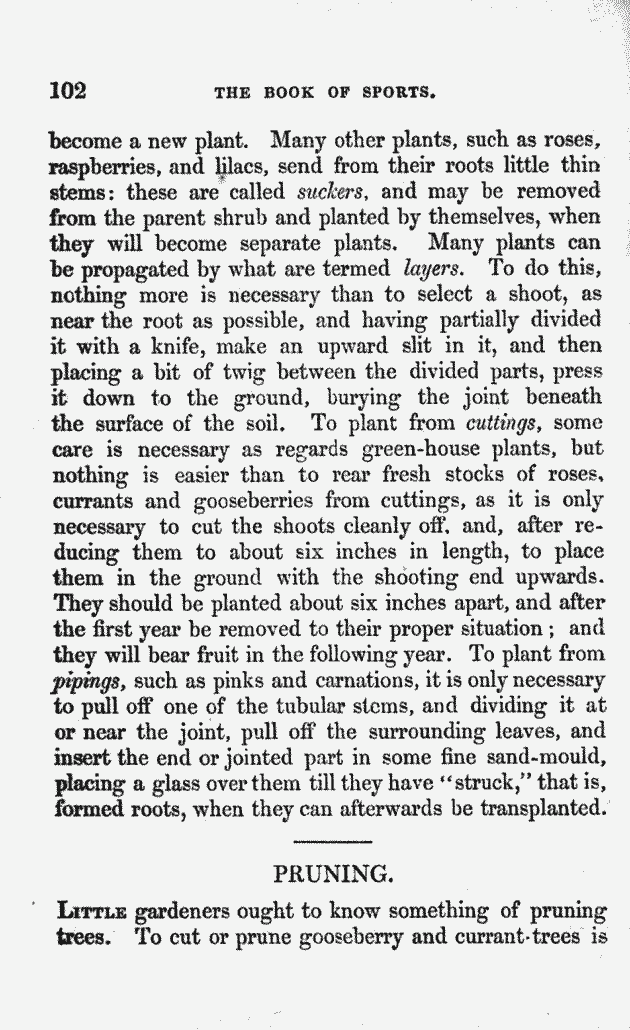 102 THE BOOK OF SPORTS.
become a new plant. Many other plants, such as roses,
raspberries, and lilacs, send from their roots little thin
stems: these are called suckers, and may be removed
from the parent shrub and planted by themselves, when
they will become separate plants. Many plants can
be propagated by what are termed layers. To do this,
nothing more is necessary than to select a shoot, as
near the root as possible, and having partially divided
it with a knife, make an upward slit in it, and then
placing a bit of twig between the divided parts, press
it down to the ground, burying the joint beneath
the surface of the soil. To plant from cuttings, some
care is necessary as regards green-house plants, but
nothing is easier than to rear fresh stocks of roses,
currants and gooseberries from cuttings, as it is only
necessary to cut the shoots cleanly off, and, after re-
ducing them to about six inches in length, to place
them in the ground with the shooting end upwards.
They should be planted about six inches apart, and after
the first year be removed to their proper situation; and
they will bear fruit in the following year. To plant from
pipings, such as pinks and carnations, it is only necessary
to pull off one of the tubular stems, and dividing it at
or near the joint, pull off the surrounding leaves, and
insert the end or jointed part in some fine sand-mould,
placing a glass over them till they have "struck," that is,
formed roots, when they can afterwards be transplanted.
PRUNING.
LITTLE gardeners ought to know something of pruning
trees. To cut or prune gooseberry and currant-trees is